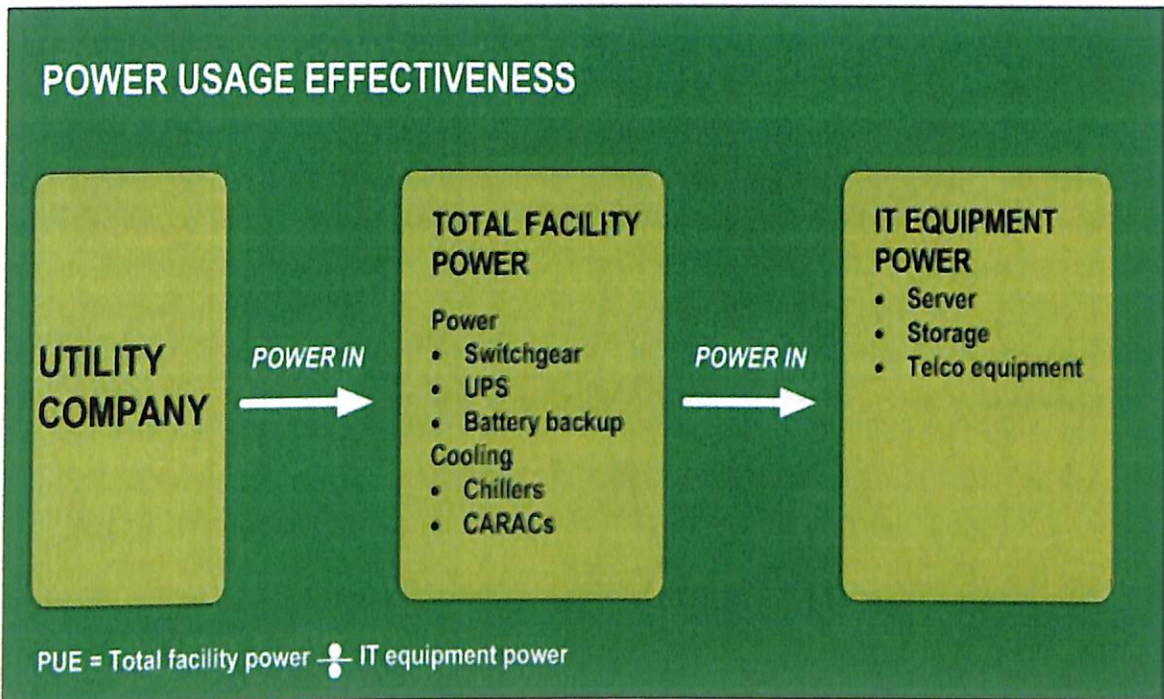 POWER USAGE EFFECTIVENESS
UTILITY
COMPANY
POWER IN
TOTAL FACILITY
POWER
Power
• Switchgear
• UPS
• Battery backup
Cooling
• Chillers
• CARACs
POWER IN
IT EQUIPMENT
POWER
• Server
• Storage
• Telco equipment
PUE = Total facility power ÷ IT equipment power